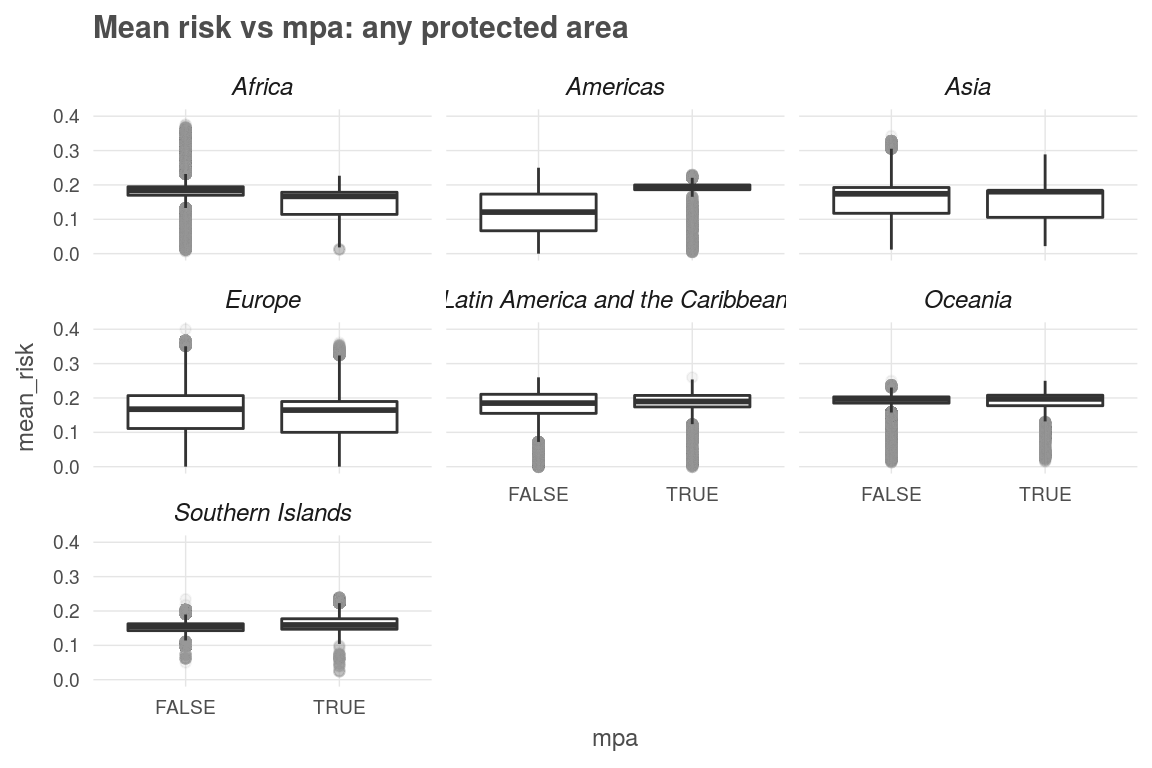 Mean risk vs mpa: any protected area
Africa
Americas
Asia
0.4
0.3
0.2
0.1
0.0
Europe
Latin America and the Caribbean
Oceania
0.4
0.3
0.2
0.1
0.0
mean_risk
FALSE TRUE
FALSE TRUE
Southern Islands
0.4
0.3
0.2
0.1
0.0
FALSE TRUE
mpa